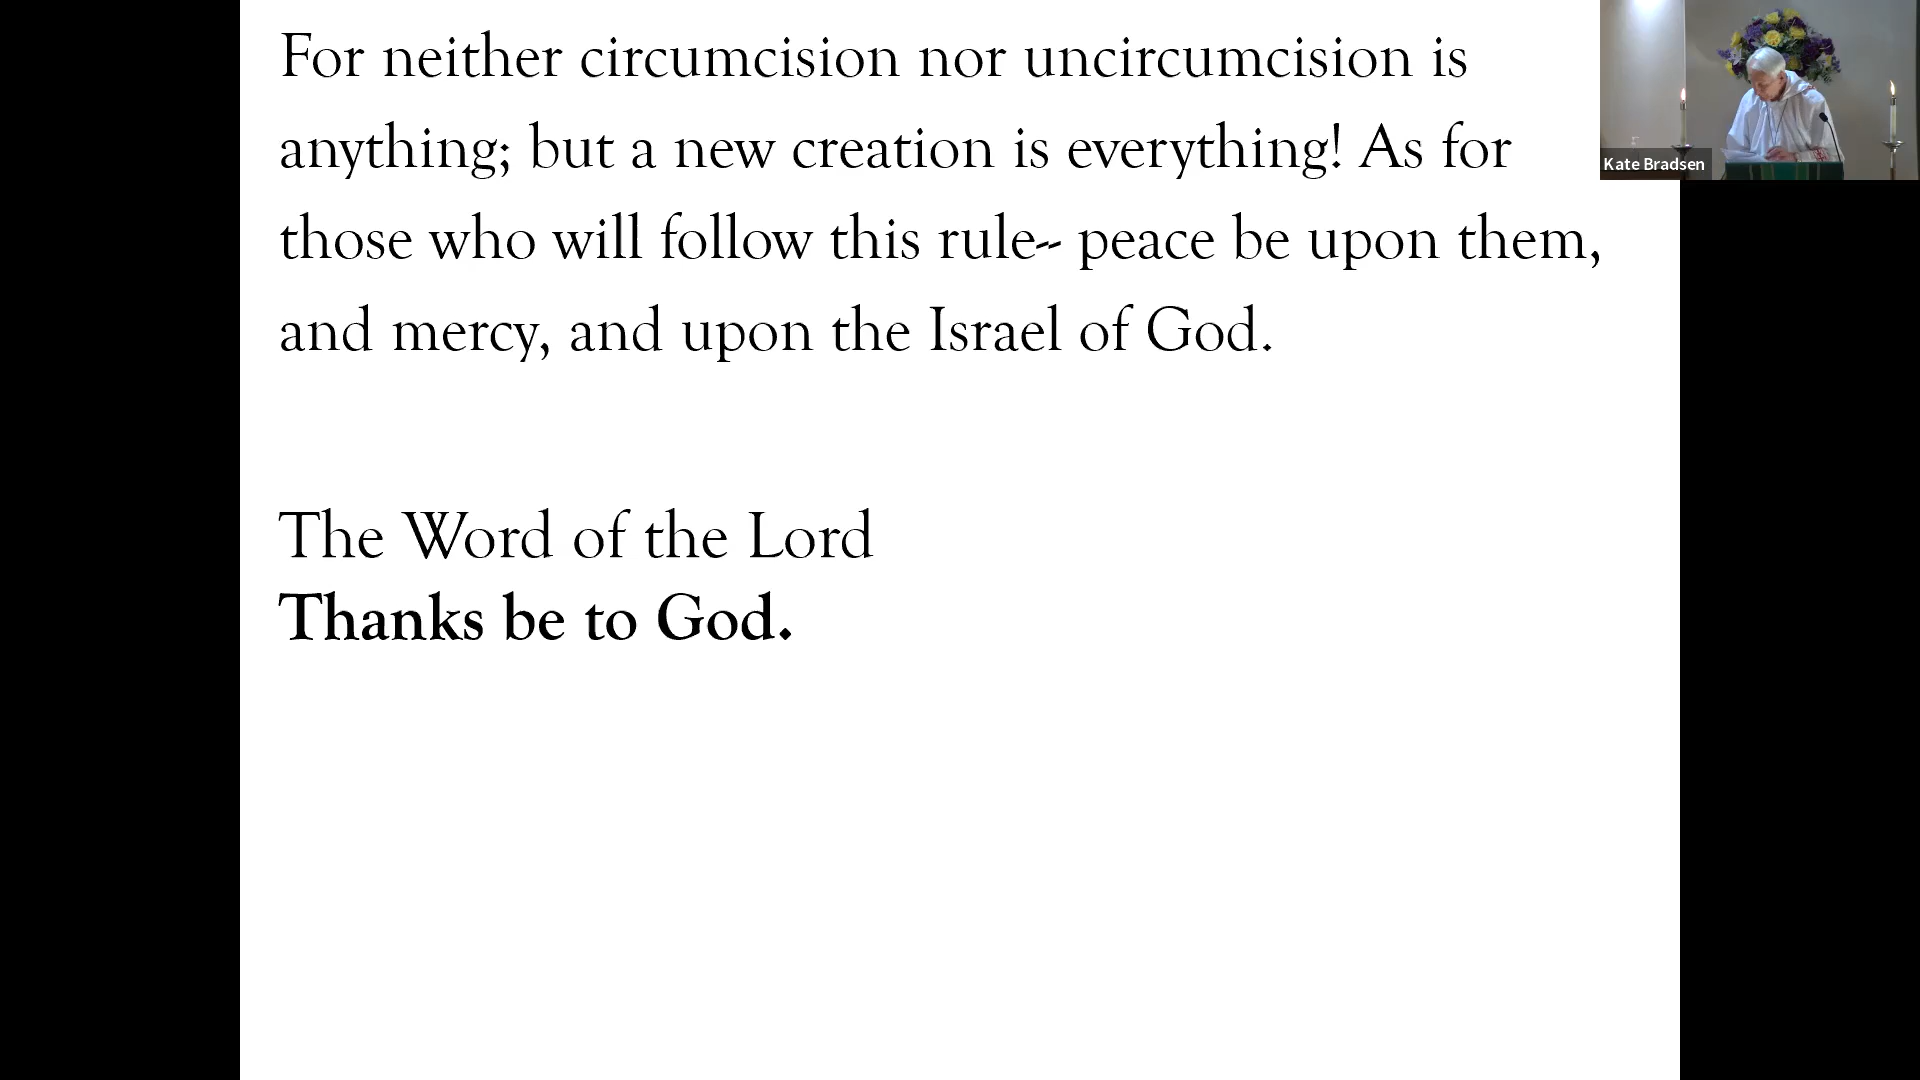 For neither circumcision nor uncircumcision is
anything; but a new creation is everything! As for
those who will follow this rule-- peace be upon them,
and mercy, and upon the Israel of God.
The Word of the Lord
Thanks be to God.
Kate Bradsen